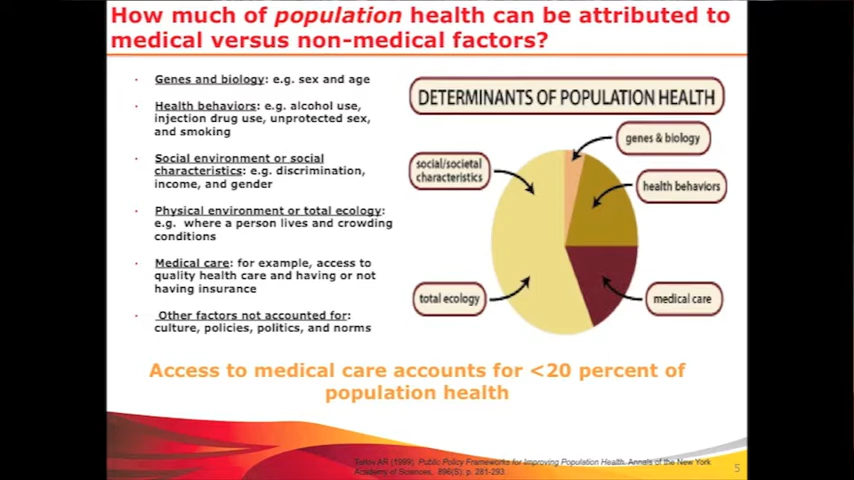 How much of population health can be attributed to
medical versus non-medical factors?
· Genes and biology: e.g. sex and age
· Health behaviors: e.g. alcohol use,
injection drug use, unprotected sex,
and smoking
· Social environment or social
characteristics: e.g. discrimination,
income, and gender
· Physical environment or total ecology:
e.g. where a person lives and crowding
conditions
· Medical care: for example, access to
quality health care and having or not
having insurance
· Other factors not accounted for:
culture, policies, politics, and norms
DETERMINANTS OF POPULATION HEALTH
genes & biology
social/societal
characteristics
health behaviors
total ecology
medical care
Access to medical care accounts for <20 percent of
population health
Tarlov AR (1999) Public Policy Frameworks for Improving Population Health. Annals of the New York
Academy of Sciences. 896(S): p. 281-293.
5